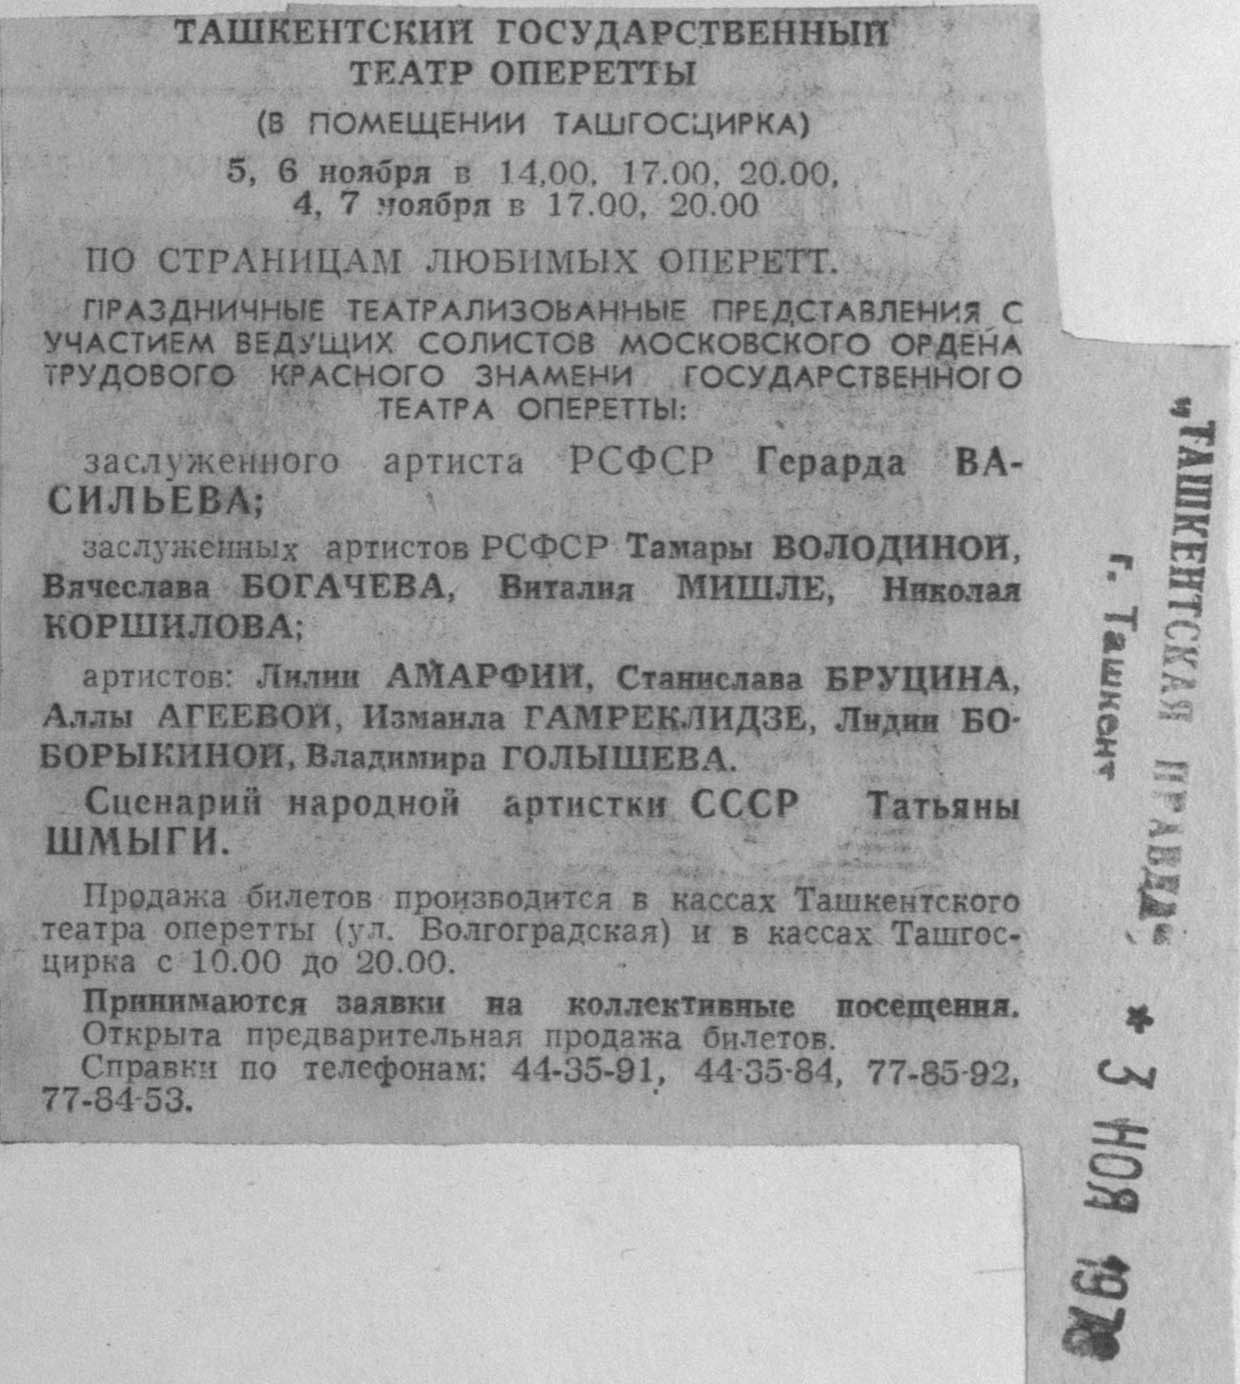 ТАШКЕНТСКИЙ ГОСУДАРСТВЕННЫЙ
ТЕАТР ОПЕРЕТТЫ
(В ПОМЕЩЕНИИ ТАШГОСЦИРКА)
5, 6 ноября в 14,00, 17.00, 20.00,
4, 7 ноября в 17.00, 20.00
ПО СТРАНИЦАМ ЛЮБИМЫХ ОПЕРЕТТ.
ПРАЗДНИЧНЫЕ ТЕАТРАЛИЗОВАННЫЕ ПРЕДСТАВЛЕНИЯ С
УЧАСТИЕМ ВЕДУЩИХ СОЛИСТОВ МОСКОВСКОГО ОРДЕНА
ТРУДОВОГО КРАСНОГО ЗНАМЕНИ ГОСУДАРСТВЕННОГО
ТЕАТРА ОПЕРЕТТЫ:
заслуженного артиста РСФСР Герарда ВА-
СИЛЬЕВА;
заслуженных артистов РСФСР Тамары ВОЛОДИНОЙ,
Вячеслава БОГАЧЕВА, Виталия МИШЛЕ, Николая
КОРШИЛОВА;
артистов: Лилии АМАРФИЙ, Станислава БРУЦИНА,
Аллы АГЕЕВОЙ, Измаила ГАМРЕКЛИДЗЕ, Лидии БО-
БОРЫКИНОЙ, Владимира ГОЛЫШЕВА.
Сценарий народной артистки СССР Татьяны
ШМЫГИ.
Продажа билетов производится в кассах Ташкентского
театра оперетты (ул. Волгоградская) и в кассах Ташгос-
цирка с 10.00 до 20.00.
Принимаются заявки на коллективные посещения.
Открыта предварительная продажа билетов.
Справки по телефонам: 44-35-91, 44-35-84, 77-85-92,
77-84-53.
„ТАШКЕНТСКАЯ ПРАВДА“
г. Ташкент
★ 3 НОЯ 1978